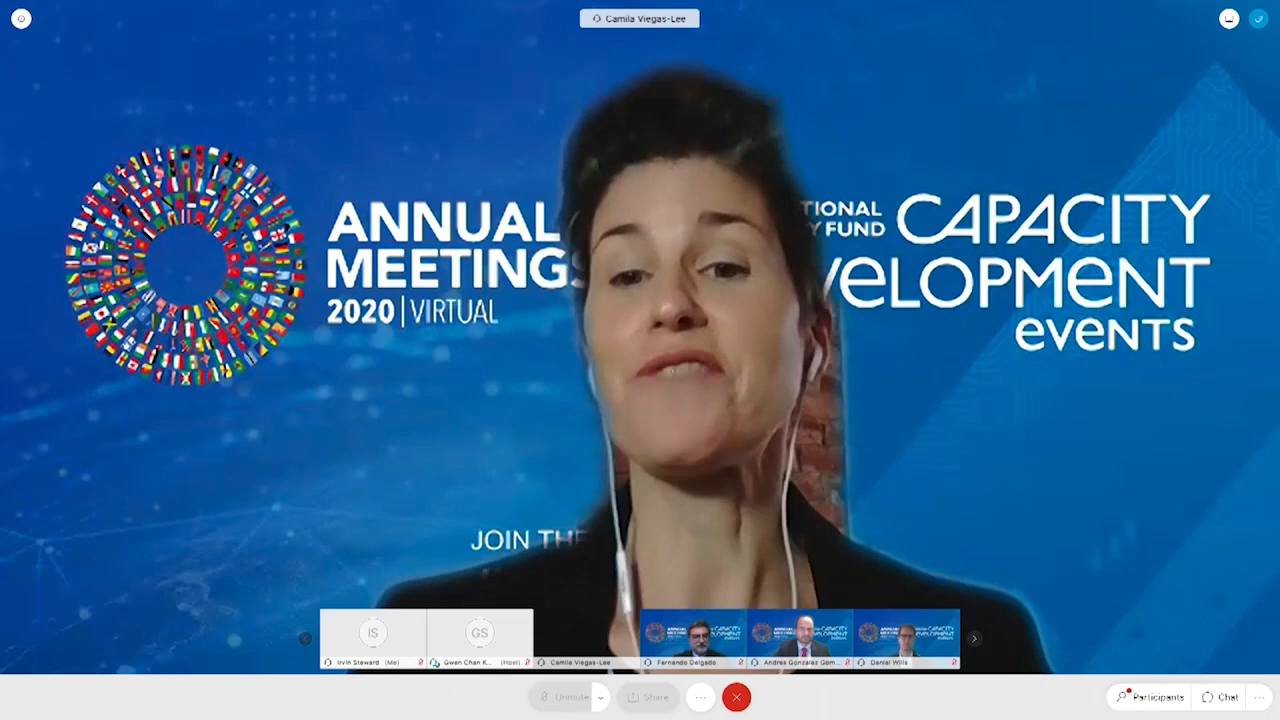 Camila Viegas-Lee
ANNUAL
MEETINGS
2020 | VIRTUAL
TIONAL
Y FUND
CAPACITY
VELOPMENT
eveNTS
JOIN THE
IS
GS
Irvin Steward (Me)
Gwen Chan K... (Host)
Camila Viegas-Lee
Fernando Delgado
Andres Gonzalez Gom...
Daniel Wills
Unmute
Share
Participants
Chat